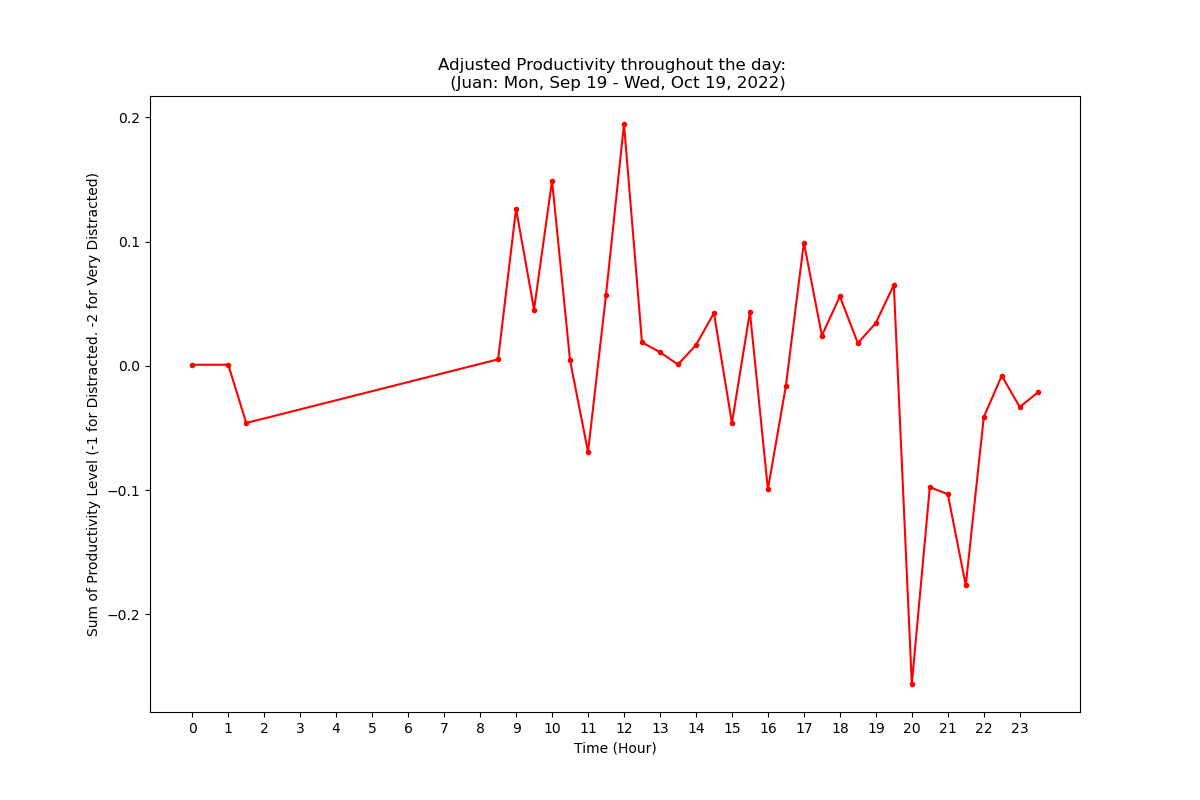 Adjusted Productivity throughout the day:
(Juan: Mon, Sep 19 - Wed, Oct 19, 2022)
Sum of Productivity Level (-1 for Distracted. -2 for Very Distracted)
0.2
0.1
0.0
−0.1
−0.2
0 1 2 3 4 5 6 7 8 9 10 11 12 13 14 15 16 17 18 19 20 21 22 23
Time (Hour)